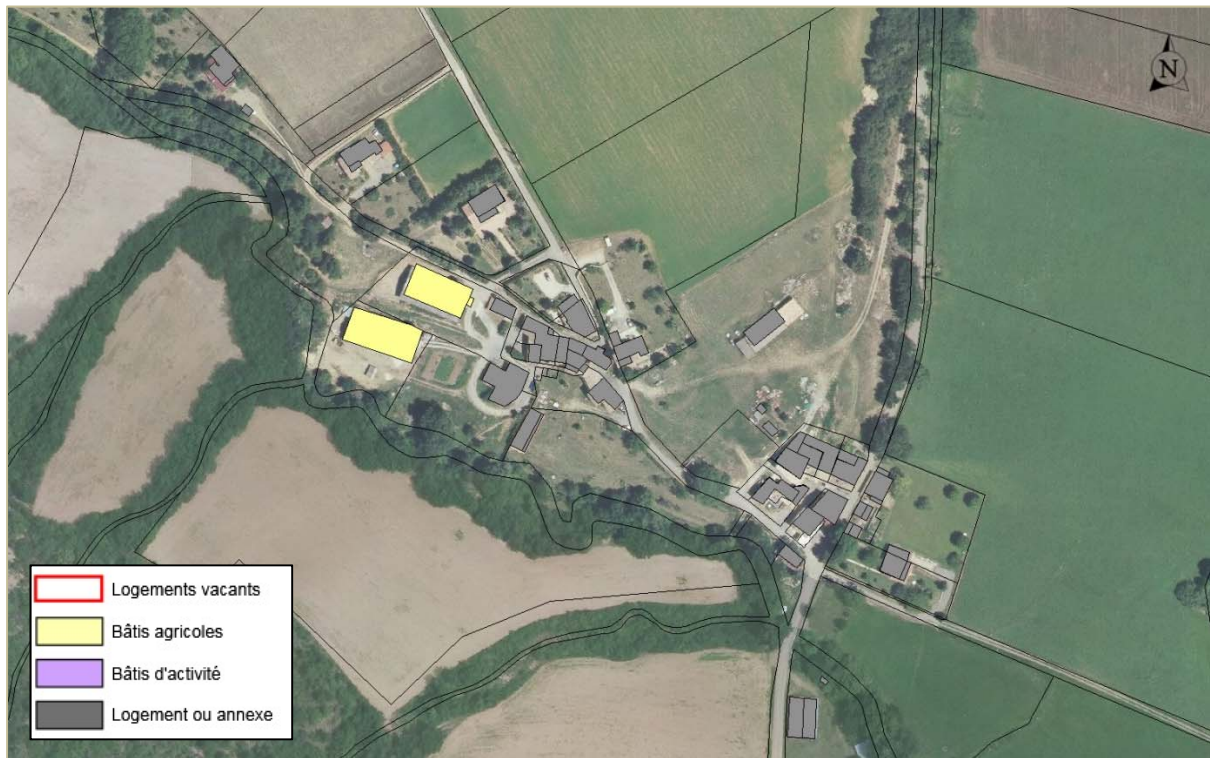 N
Logements vacants
Bâtis agricoles
Bâtis d'activité
Logement ou annexe